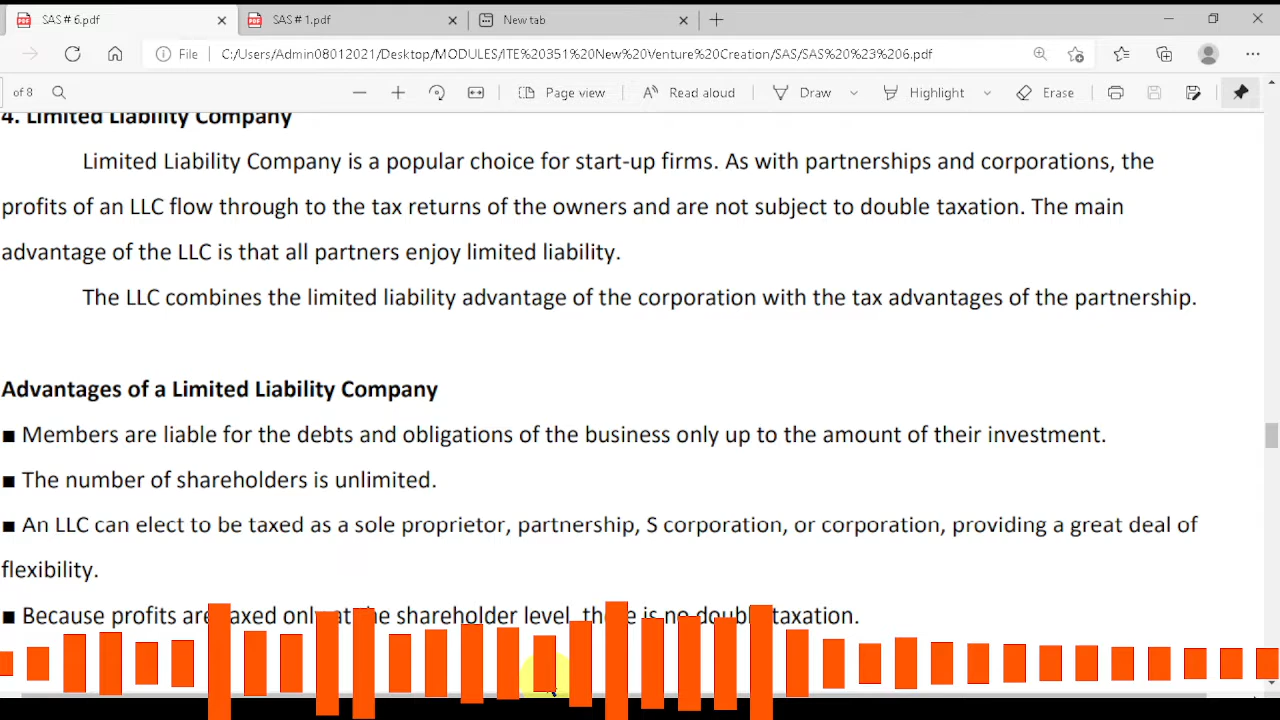 SAS # 6.pdf
SAS # 1.pdf
New tab
File C:/Users/Admin08012021/Desktop/MODULES/ITE%20351%20New%20Venture%20Creation/SAS/SAS%20%23%206.pdf
of 8 Page view Read aloud Draw Highlight Erase
4. Limited Liability Company
Limited Liability Company is a popular choice for start-up firms. As with partnerships and corporations, the
profits of an LLC flow through to the tax returns of the owners and are not subject to double taxation. The main
advantage of the LLC is that all partners enjoy limited liability.
The LLC combines the limited liability advantage of the corporation with the tax advantages of the partnership.
Advantages of a Limited Liability Company
■ Members are liable for the debts and obligations of the business only up to the amount of their investment.
■ The number of shareholders is unlimited.
■ An LLC can elect to be taxed as a sole proprietor, partnership, S corporation, or corporation, providing a great deal of
flexibility.
■ Because profits are taxed only at the shareholder level, there is no double taxation.